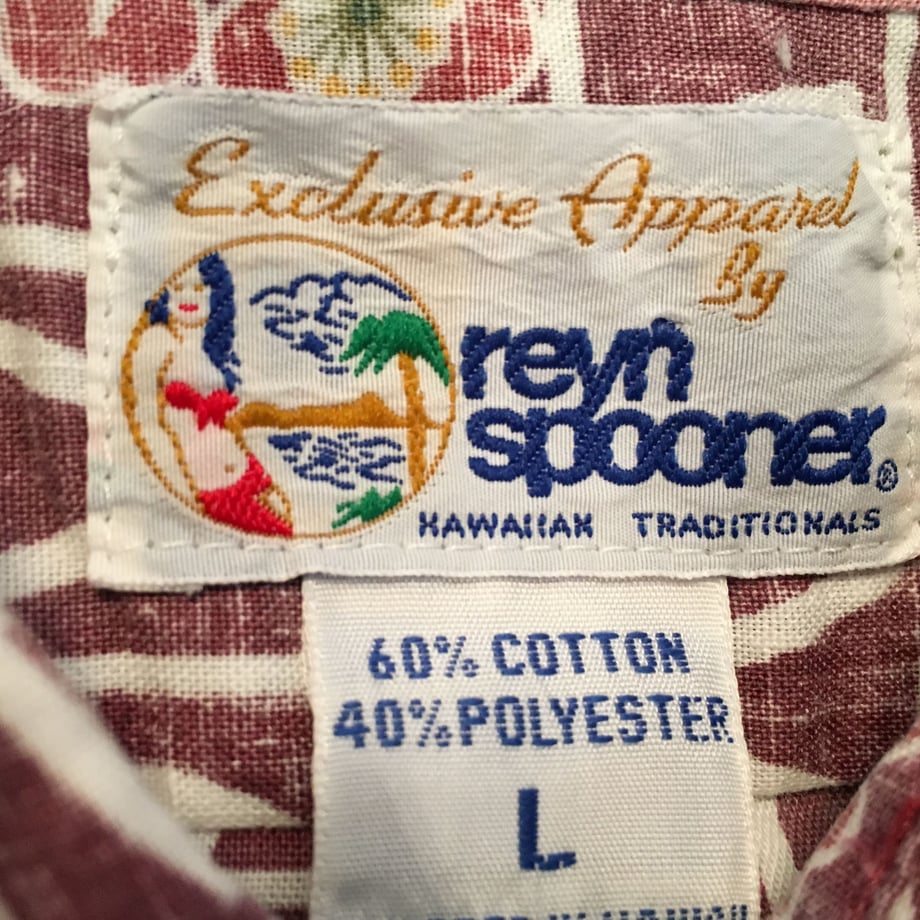 Exclusive Apparel
By
reyn
spooner®
HAWAIIAN TRADITIONALS
60% COTTON
40% POLYESTER
L